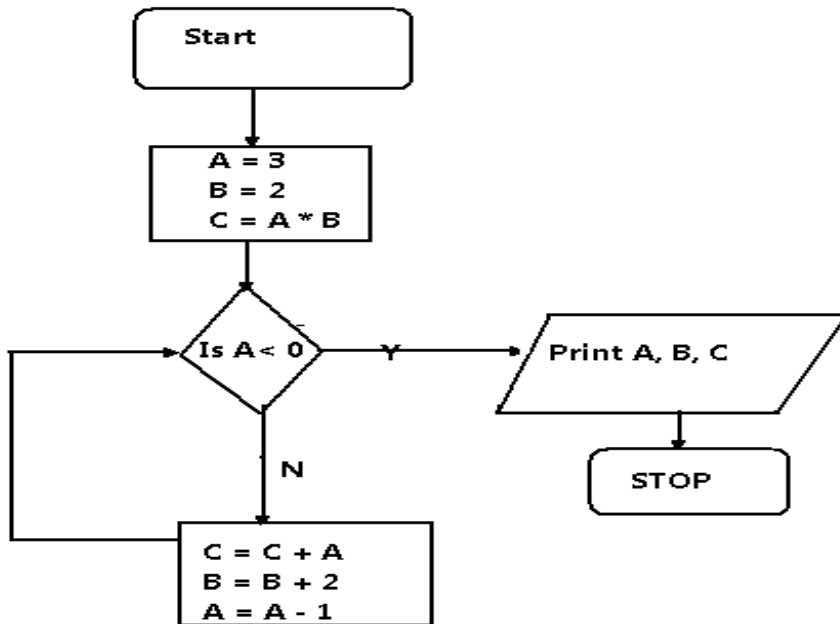 Start
A = 3
B = 2
C = A * B
Is A< 0
Y
Print A, B, C
STOP
N
C = C + A
B = B + 2
A = A - 1